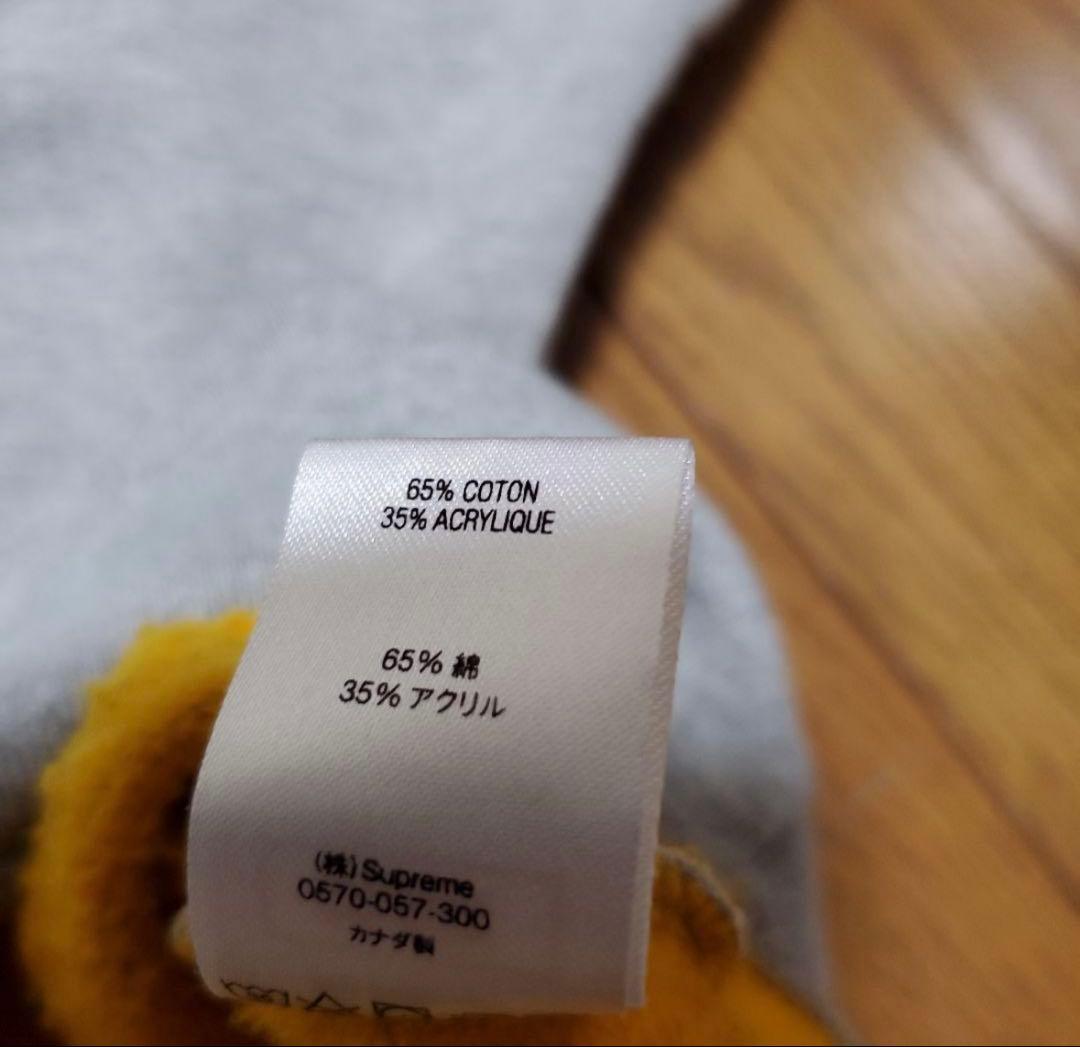 65% COTON
35% ACRYLIQUE
65% 綿
35% アクリル
(株)Supreme
0570-057-300
カナダ製